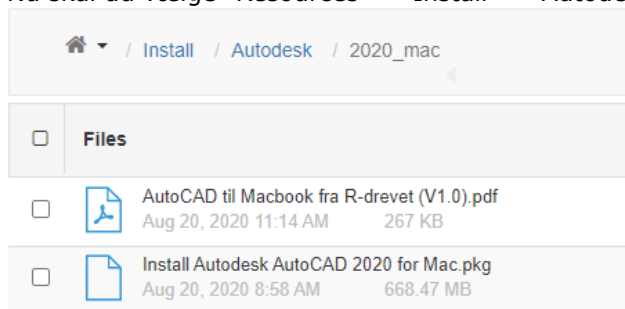 / Install / Autodesk / 2020_mac
Files
AutoCAD til Macbook fra R-drevet (V1.0).pdf
Aug 20, 2020 11:14 AM 267 KB
Install Autodesk AutoCAD 2020 for Mac.pkg
Aug 20, 2020 8:58 AM 668.47 MB